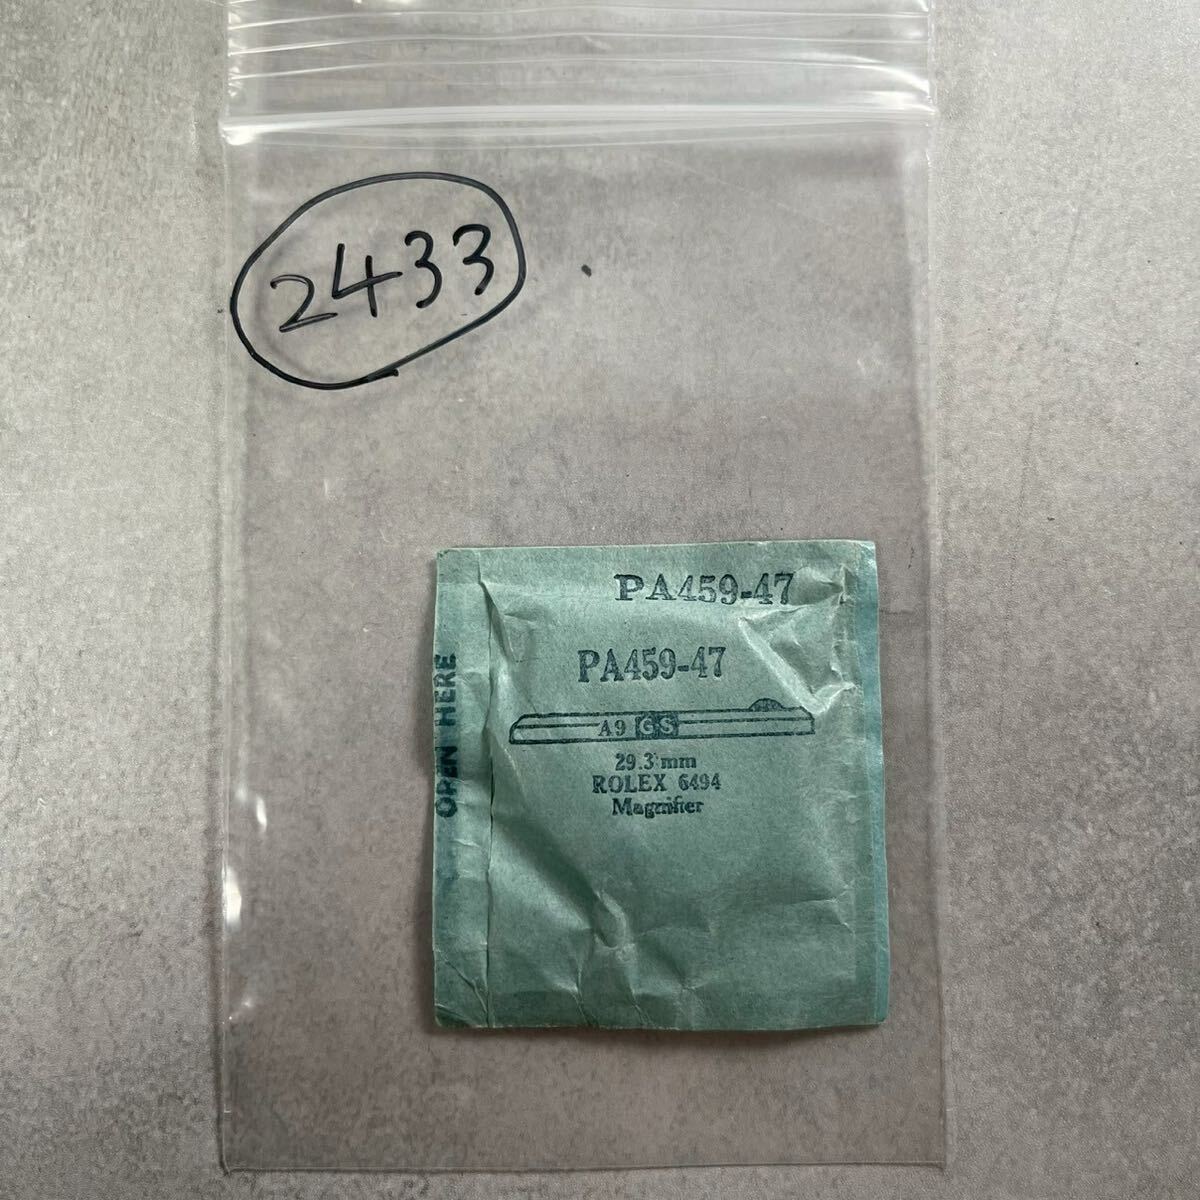 2433
PA459-47
PA459-47
A9 GS
29.3 mm
ROLEX 6494
Magnifier
OPEN HERE